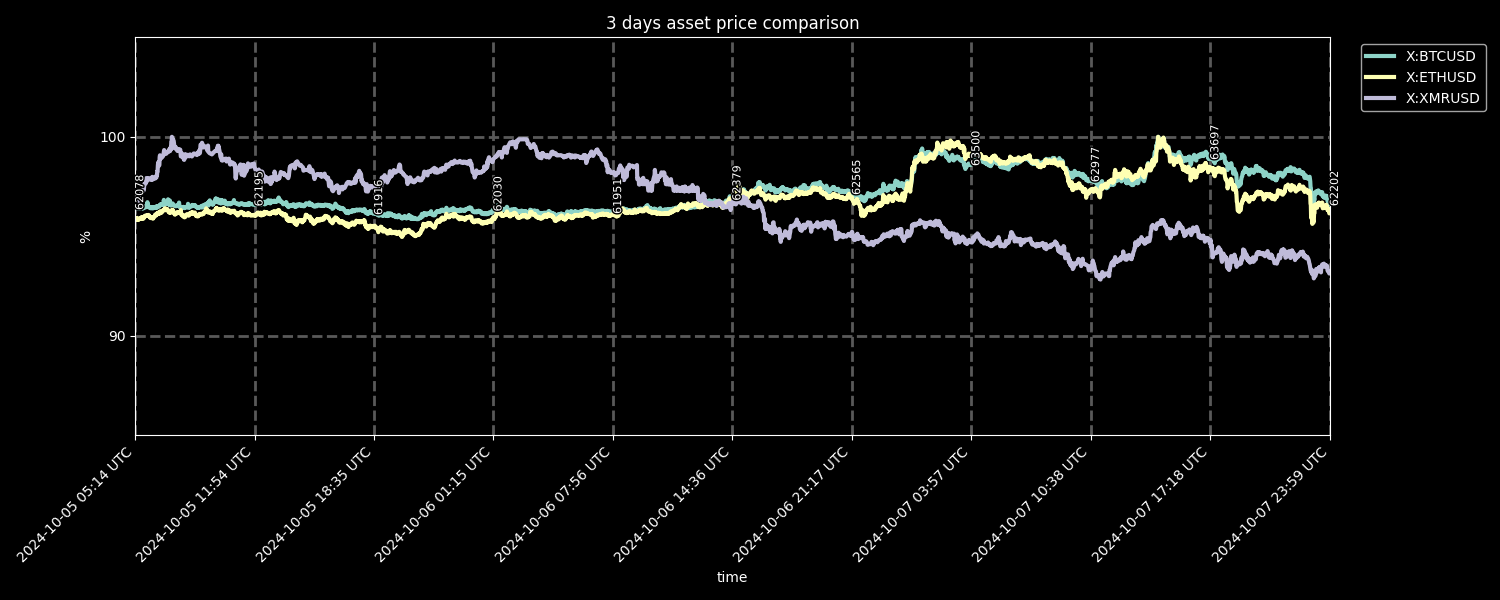 3 days asset price comparison
X:BTCUSD
X:ETHUSD
X:XMRUSD
100
90
%
62078
62195
61916
62030
61951
62379
62565
63500
62977
63697
62202
2024-10-05 05:14 UTC
2024-10-05 11:54 UTC
2024-10-05 18:35 UTC
2024-10-06 01:15 UTC
2024-10-06 07:56 UTC
2024-10-06 14:36 UTC
2024-10-06 21:17 UTC
2024-10-07 03:57 UTC
2024-10-07 10:38 UTC
2024-10-07 17:18 UTC
2024-10-07 23:59 UTC
time